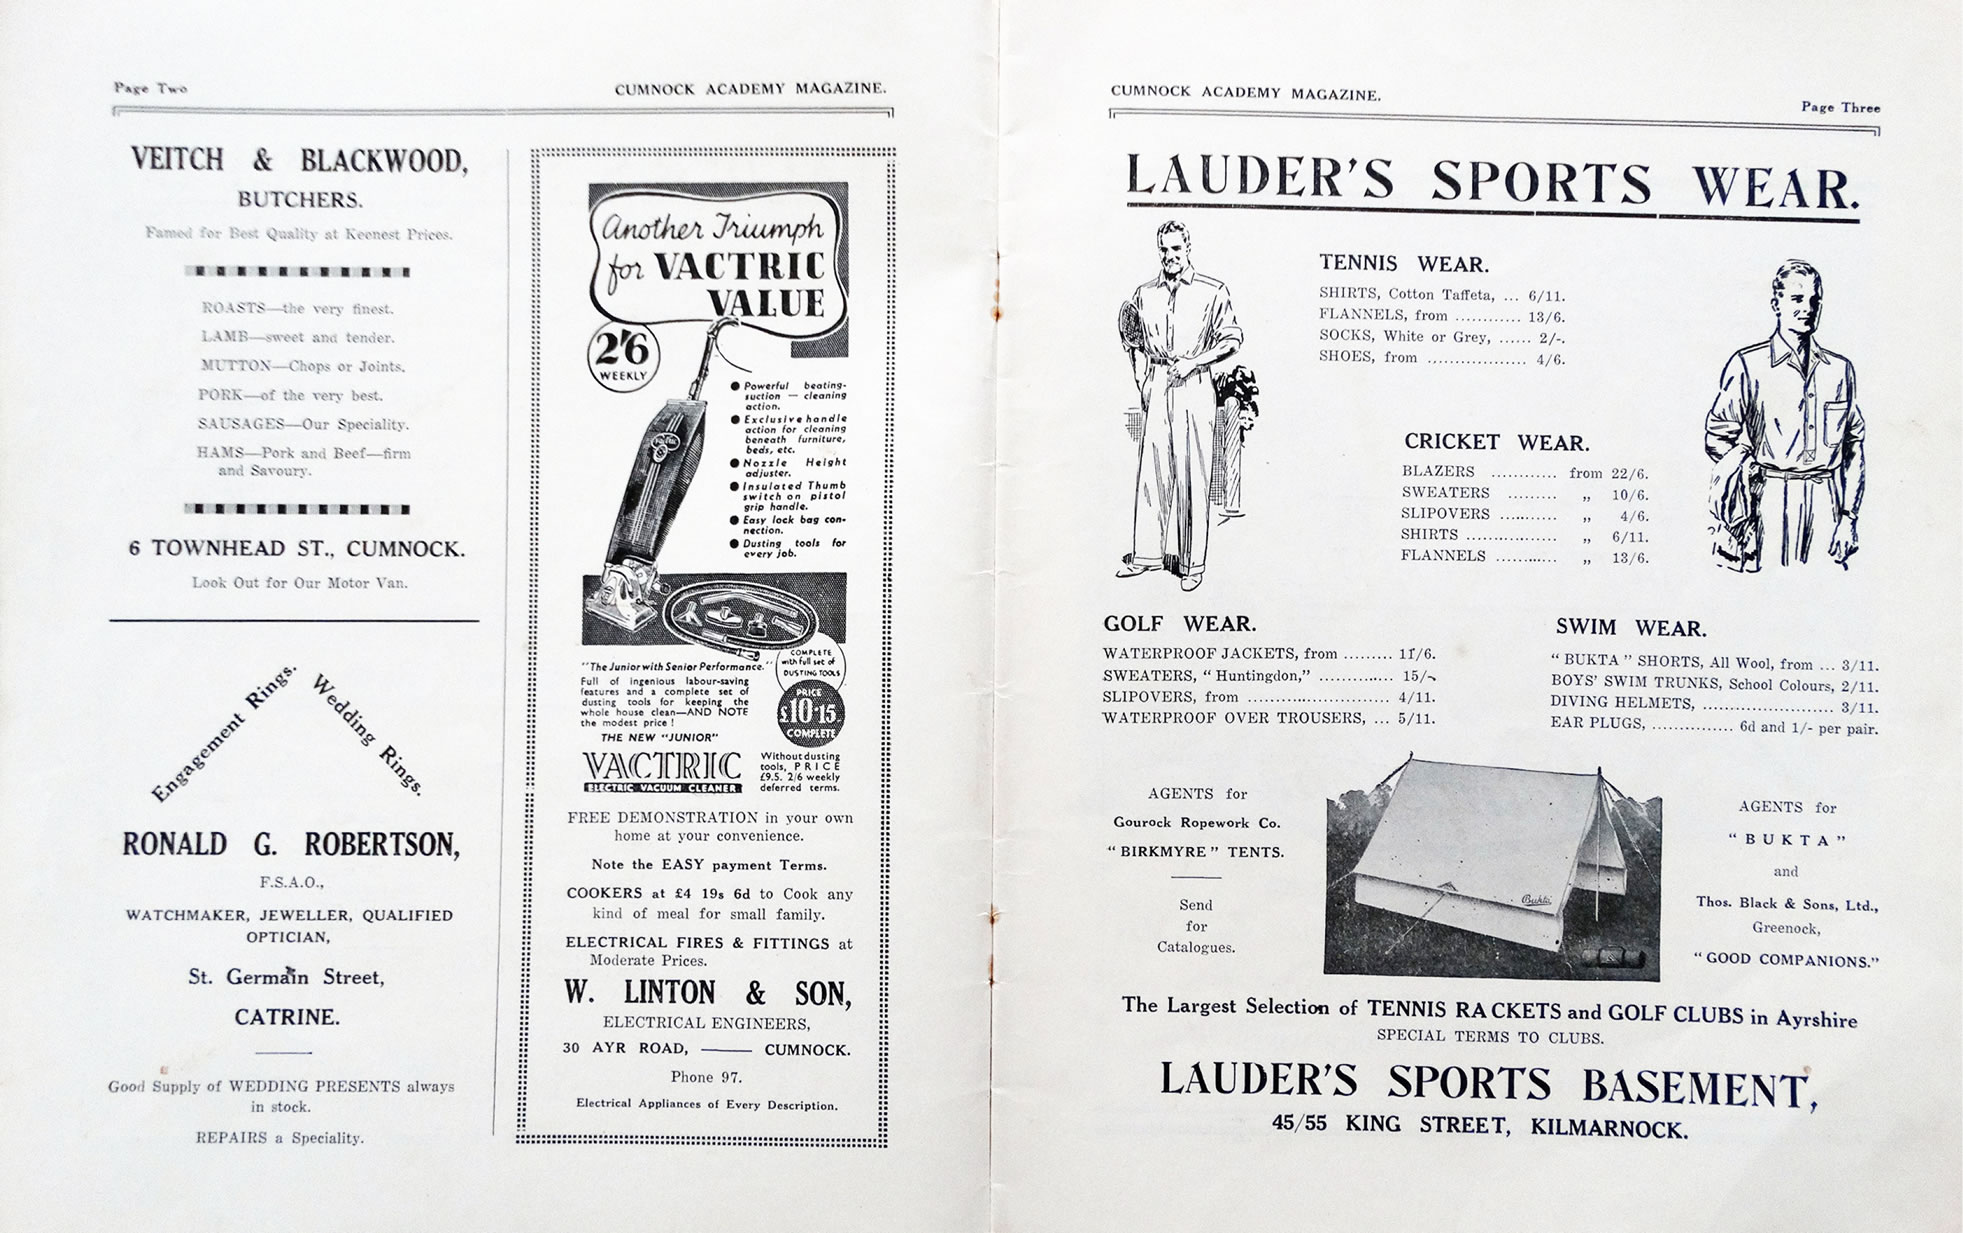 Page Two
CUMNOCK ACADEMY MAGAZINE.
VEITCH & BLACKWOOD,
BUTCHERS.
Famed for Best Quality at Keenest Prices.
ROASTS—the very finest.
LAMB—sweet and tender.
MUTTON—Chops or Joints.
PORK—of the very best.
SAUSAGES—Our Speciality.
HAMS—Pork and Beef—firm
and Savoury.
6 TOWNHEAD ST., CUMNOCK.
Look Out for Our Motor Van.
Engagement Rings.
Wedding Rings.
RONALD G. ROBERTSON,
F.S.A.O.,
WATCHMAKER, JEWELLER, QUALIFIED
OPTICIAN,
St. Germain Street,
CATRINE.
Good Supply of WEDDING PRESENTS always
in stock.
REPAIRS a Speciality.
Another Triumph
for VACTRIC
VALUE
2'6
WEEKLY
● Powerful beating-
suction — cleaning
action.
● Exclusive handle
action for cleaning
beneath furniture,
beds, etc.
● Nozzle Height
adjuster.
● Insulated Thumb
switch on pistol
grip handle.
● Easy lock bag con-
nection.
● Dusting tools for
every job.
COMPLETE
with full set of
DUSTING TOOLS
"The Junior with Senior Performance."
Full of ingenious labour-saving
features and a complete set of
dusting tools for keeping the
whole house clean—AND NOTE
the modest price !
THE NEW "JUNIOR"
PRICE
£10·15
COMPLETE
VACTRIC
ELECTRIC VACUUM CLEANER
Without dusting
tools, PRICE
£9.5. 2/6 weekly
deferred terms.
FREE DEMONSTRATION in your own
home at your convenience.
Note the EASY payment Terms.
COOKERS at £4 19s 6d to Cook any
kind of meal for small family.
ELECTRICAL FIRES & FITTINGS at
Moderate Prices.
W. LINTON & SON,
ELECTRICAL ENGINEERS,
30 AYR ROAD, —— CUMNOCK.
Phone 97.
Electrical Appliances of Every Description.
CUMNOCK ACADEMY MAGAZINE.
Page Three
LAUDER'S SPORTS WEAR.
TENNIS WEAR.
SHIRTS, Cotton Taffeta, ... 6/11.
FLANNELS, from ............ 13/6.
SOCKS, White or Grey, ...... 2/-.
SHOES, from .................. 4/6.
CRICKET WEAR.
BLAZERS ............ from 22/6.
SWEATERS ......... „ 10/6.
SLIPOVERS .......... „ 4/6.
SHIRTS ................ „ 6/11.
FLANNELS ............ „ 13/6.
GOLF WEAR.
WATERPROOF JACKETS, from ......... 11/6.
SWEATERS, "Huntingdon," ............. 15/-
SLIPOVERS, from ........................ 4/11.
WATERPROOF OVER TROUSERS, ... 5/11.
SWIM WEAR.
"BUKTA" SHORTS, All Wool, from ... 3/11.
BOYS' SWIM TRUNKS, School Colours, 2/11.
DIVING HELMETS, ...................... 3/11.
EAR PLUGS, ............... 6d and 1/- per pair.
AGENTS for
Gourock Ropework Co.
"BIRKMYRE" TENTS.
Send
for
Catalogues.
Bukta
AGENTS for
"BUKTA"
and
Thos. Black & Sons, Ltd.,
Greenock,
"GOOD COMPANIONS."
The Largest Selection of TENNIS RACKETS and GOLF CLUBS in Ayrshire
SPECIAL TERMS TO CLUBS.
LAUDER'S SPORTS BASEMENT,
45/55 KING STREET, KILMARNOCK.